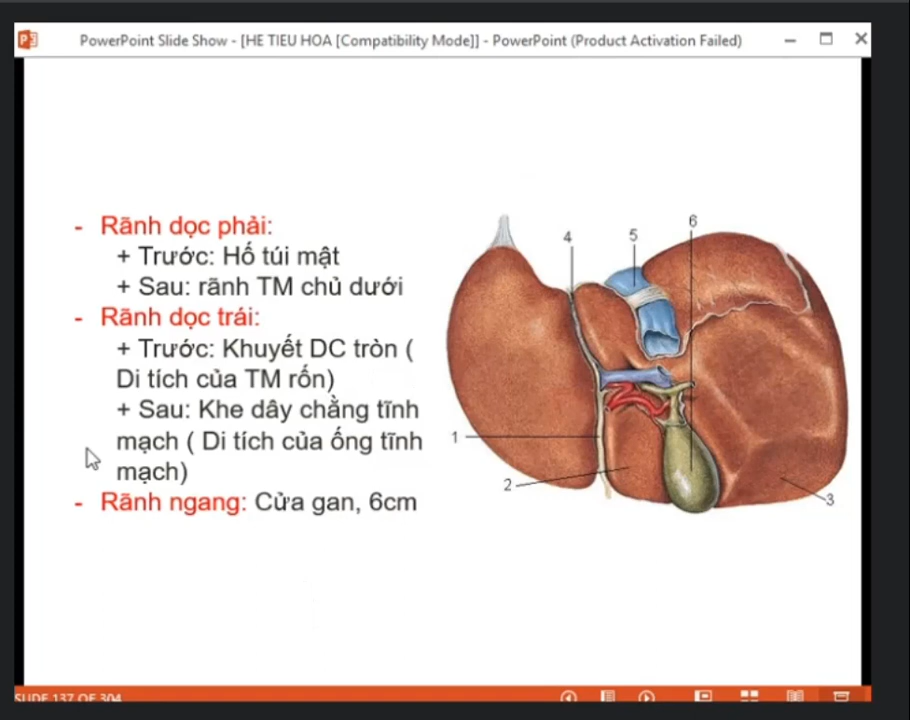 PowerPoint Slide Show - [HE TIEU HOA [Compatibility Mode]] - PowerPoint (Product Activation Failed)
- Rãnh dọc phải:
+ Trước: Hố túi mật
+ Sau: rãnh TM chủ dưới
- Rãnh dọc trái:
+ Trước: Khuyết DC tròn (
Di tích của TM rốn)
+ Sau: Khe dây chằng tĩnh
mạch ( Di tích của ống tĩnh
mạch)
- Rãnh ngang: Cửa gan, 6cm
4
5
6
1
2
3
SLIDE 137 OF 304